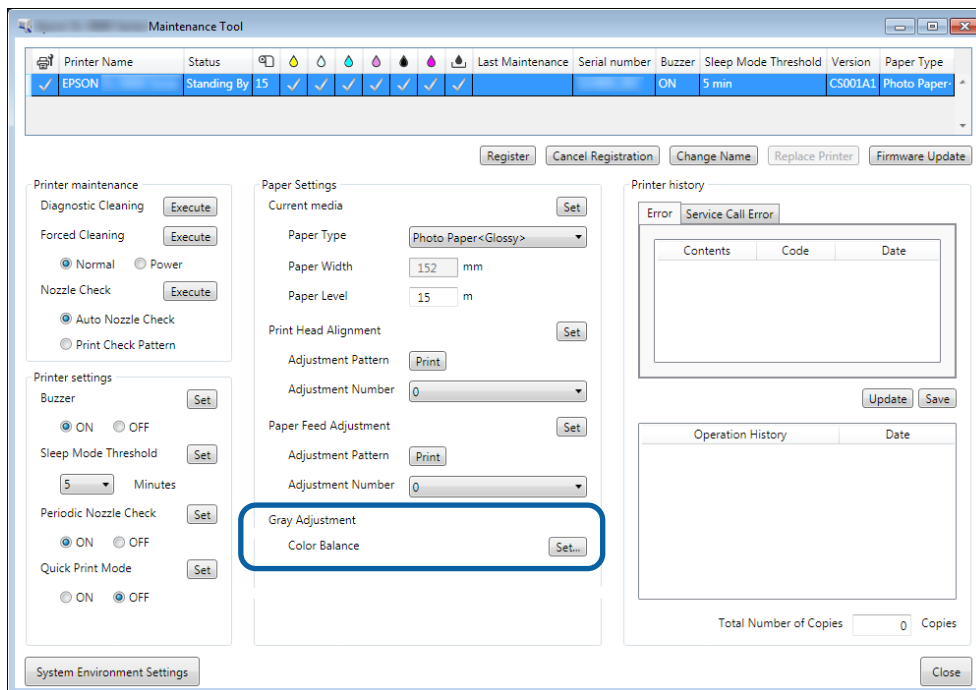 Maintenance Tool
Printer Name Status Last Maintenance Serial number Buzzer Sleep Mode Threshold Version Paper Type
EPSON Standing By 15 ON 5 min CS001A1 Photo Paper-
Register Cancel Registration Change Name Replace Printer Firmware Update
Printer maintenance
Diagnostic Cleaning Execute
Forced Cleaning Execute
Normal Power
Nozzle Check Execute
Auto Nozzle Check
Print Check Pattern
Printer settings
Buzzer Set
ON OFF
Sleep Mode Threshold Set
5 Minutes
Periodic Nozzle Check Set
ON OFF
Quick Print Mode Set
ON OFF
Paper Settings
Current media Set
Paper Type Photo Paper<Glossy>
Paper Width 152 mm
Paper Level 15 m
Print Head Alignment Set
Adjustment Pattern Print
Adjustment Number 0
Paper Feed Adjustment Set
Adjustment Pattern Print
Adjustment Number 0
Gray Adjustment
Color Balance Set...
Printer history
Error Service Call Error
Contents Code Date
Update Save
Operation History Date
Total Number of Copies 0 Copies
System Environment Settings Close